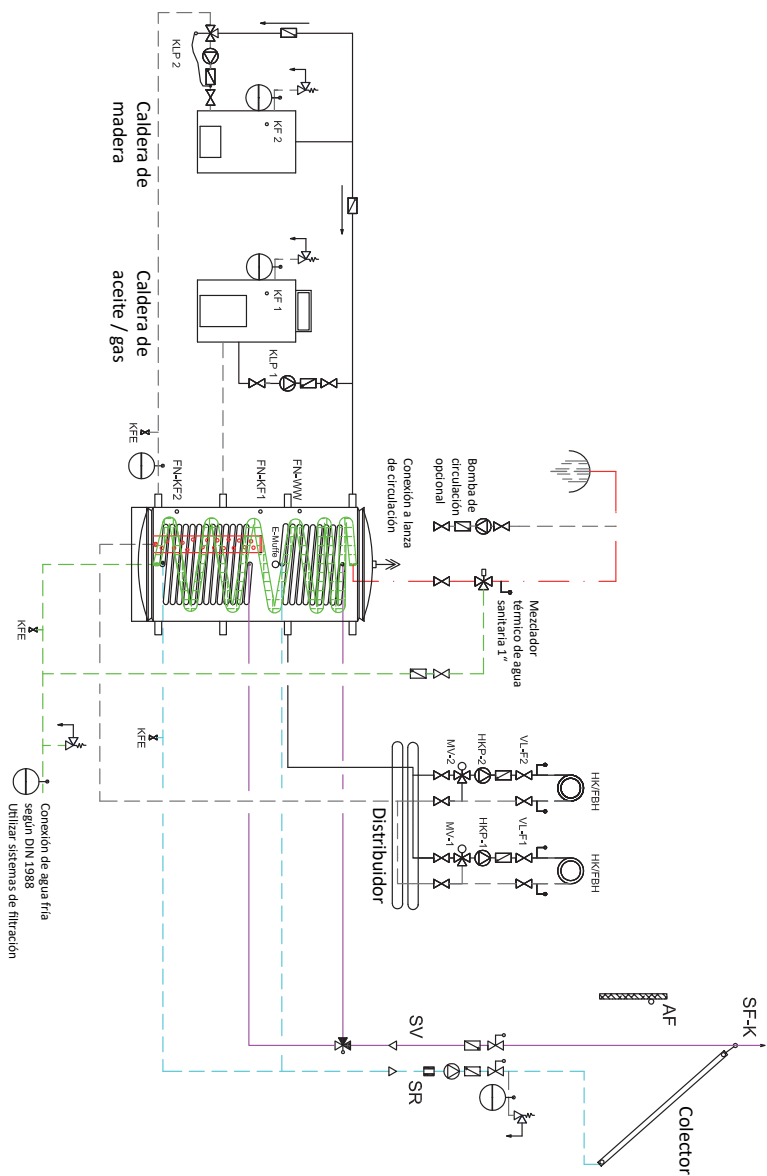 KLP 2
KF 2
Caldera de
madera
KF 1
Caldera de
aceite / gas
KLP 1
KFE
FN-KF2
FN-KF1
FN-WW
E-Muffe
Conexión a lanza
de circulación
Bomba de
circulación
opcional
Mezclador
térmico de agua
sanitaria 1“
KFE
KFE
Conexión de agua fría
según DIN 1988
Utilizar sistemas de filtración
MV-2
HKP-2
VL-F2
HK/FBH
MV-1
HKP-1
VL-F1
HK/FBH
Distribuidor
SV
SR
AF
SF-K
Colector